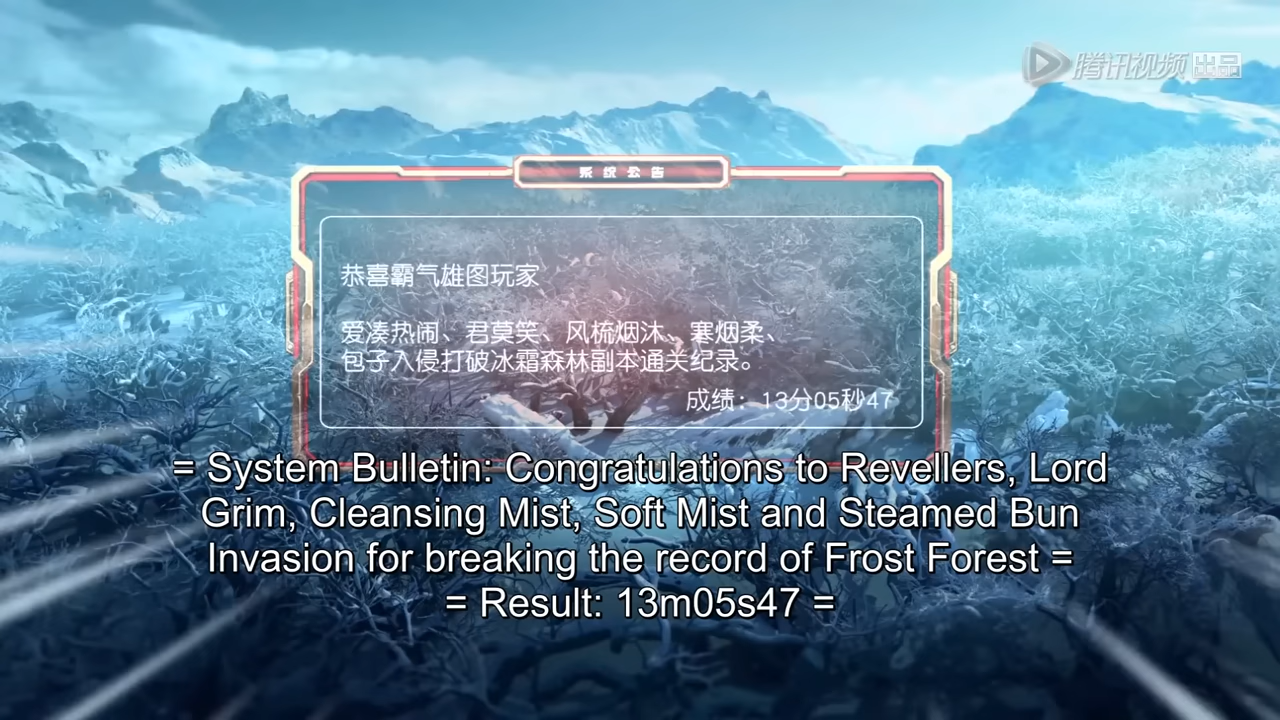 腾讯视频 出品
系统公告
恭喜霸气雄图玩家
爱凑热闹、君莫笑、风梳烟沐、寒烟柔、
包子入侵打破冰霜森林副本通关纪录。
成绩：13分05秒47
= System Bulletin: Congratulations to Revellers, Lord
Grim, Cleansing Mist, Soft Mist and Steamed Bun
Invasion for breaking the record of Frost Forest =
= Result: 13m05s47 =